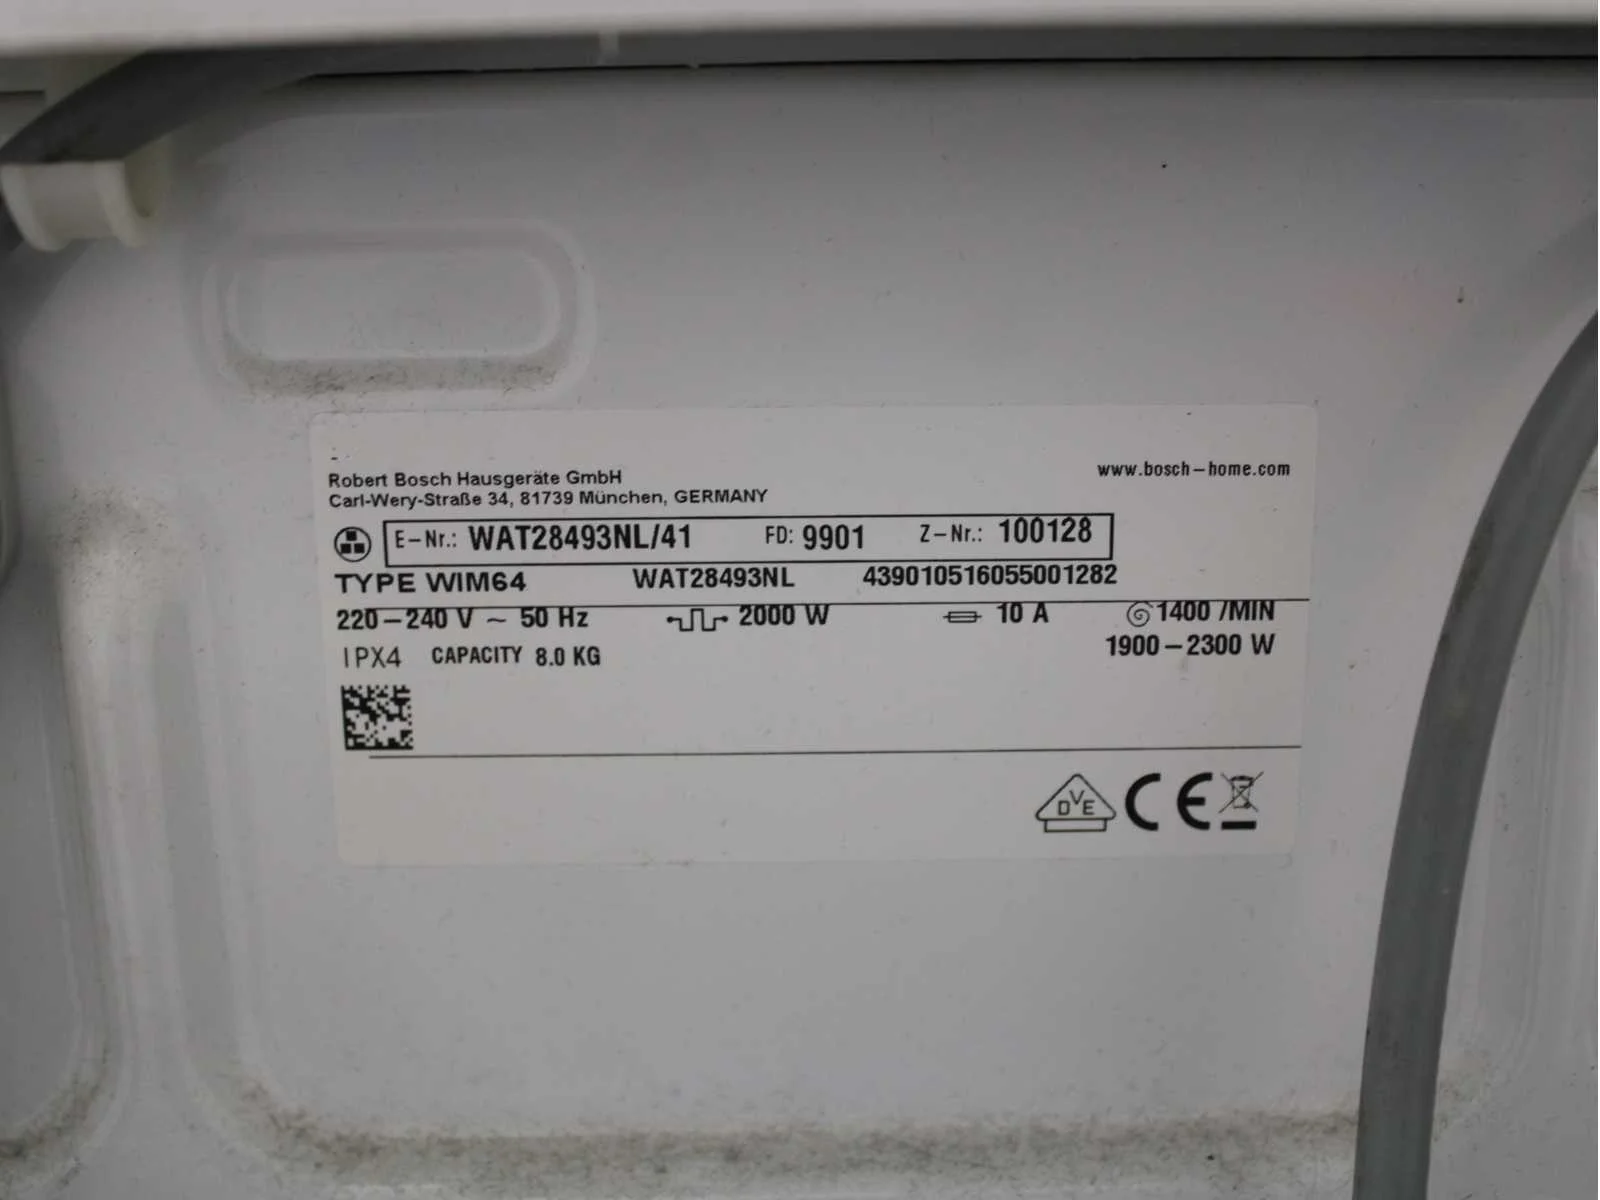 Robert Bosch Hausgeräte GmbH
www.bosch-home.com
Carl-Wery-Straße 34, 81739 München, GERMANY
E-Nr.: WAT28493NL/41 FD: 9901 Z-Nr.: 100128
TYPE WIM64 WAT28493NL 439010516055001282
220-240 V ~ 50 Hz 2000 W 10 A 1400 /MIN
1900-2300 W
IPX4 CAPACITY 8.0 KG
DVE CE